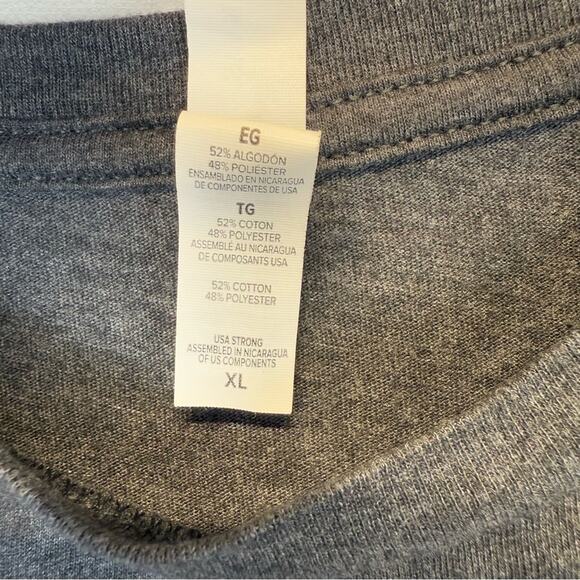 EG
52% ALGODÓN
48% POLIESTER
ENSAMBLADO EN NICARAGUA
DE COMPONENTES DE USA
TG
52% COTON
48% POLYESTER
ASSEMBLÉ AU NICARAGUA
DE COMPOSANTS USA
52% COTTON
48% POLYESTER
USA STRONG
ASSEMBLED IN NICARAGUA
OF US COMPONENTS
XL